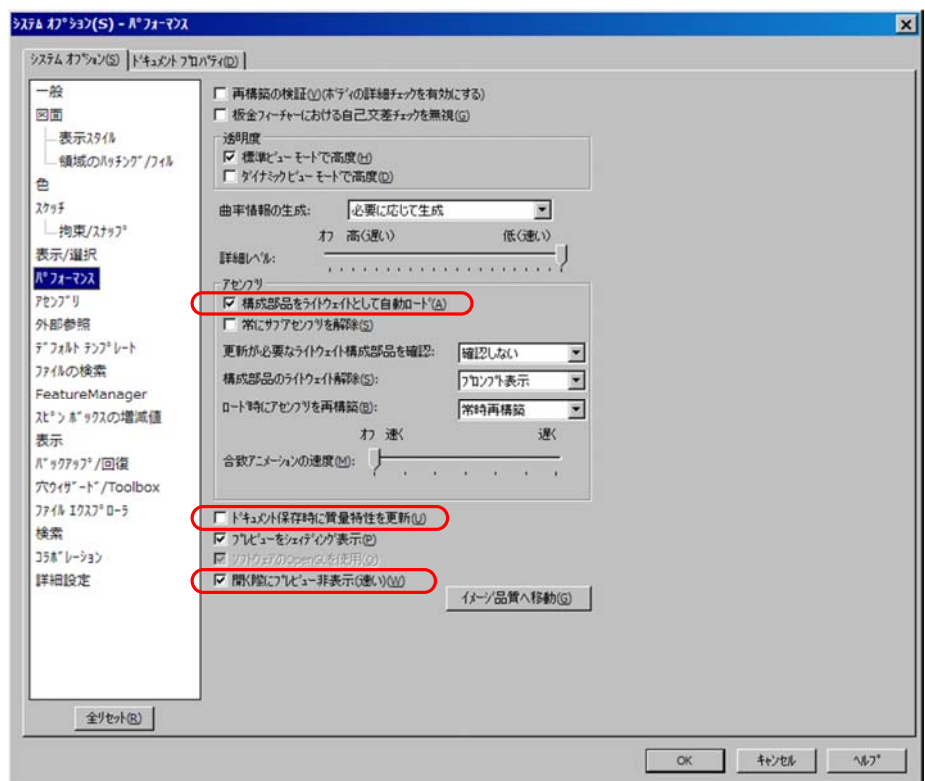 ｼｽﾃﾑ ｵﾌﾟｼｮﾝ(S) - ﾊﾟﾌｫｰﾏﾝｽ
ｼｽﾃﾑ ｵﾌﾟｼｮﾝ(S) ﾄﾞｷｭﾒﾝﾄ ﾌﾟﾛﾊﾟﾃｨ(D)
一般
図面
表示ｽﾀｲﾙ
領域のﾊｯﾁﾝｸﾞ/ﾌｨﾙ
色
ｽｹｯﾁ
拘束/ｽﾅｯﾌﾟ
表示/選択
ﾊﾟﾌｫｰﾏﾝｽ
ｱｾﾝﾌﾞﾘ
外部参照
ﾃﾞﾌｫﾙﾄ ﾃﾝﾌﾟﾚｰﾄ
ﾌｧｲﾙの検索
FeatureManager
ｽﾋﾟﾝ ﾎﾞｯｸｽの増減値
表示
ﾊﾞｯｸｱｯﾌﾟ/回復
穴ｳｨｻﾞｰﾄﾞ/Toolbox
ﾌｧｲﾙ ｴｸｽﾌﾟﾛｰﾗ
検索
ｺﾗﾎﾞﾚｰｼｮﾝ
詳細設定
全ﾘｾｯﾄ(R)
再構築の検証(V)(ﾎﾞﾃﾞｨの詳細ﾁｪｯｸを有効にする)
板金ﾌｨｰﾁｬｰにおける自己交差ﾁｪｯｸを無視(G)
透明度
標準ﾋﾞｭｰ ﾓｰﾄﾞで高度(H)
ﾀﾞｲﾅﾐｯｸ ﾋﾞｭｰ ﾓｰﾄﾞで高度(D)
曲率情報の生成: 必要に応じて生成
ｵﾌ 高(遅い) 低(速い)
詳細ﾚﾍﾞﾙ:
ｱｾﾝﾌﾞﾘ
構成部品をﾗｲﾄｳｪｲﾄとして自動ﾛｰﾄﾞ(A)
常にｻﾌﾞｱｾﾝﾌﾞﾘを解除(S)
更新が必要なﾗｲﾄｳｪｲﾄ構成部品を確認: 確認しない
構成部品のﾗｲﾄｳｪｲﾄ解除(S): ﾌﾟﾛﾝﾌﾟﾄ表示
ﾛｰﾄﾞ時にｱｾﾝﾌﾞﾘを再構築(B): 常時再構築
ｵﾌ 速く 遅く
合致ｱﾆﾒｰｼｮﾝの速度(M):
ﾄﾞｷｭﾒﾝﾄ保存時に質量特性を更新(U)
ﾌﾟﾚﾋﾞｭｰをｼｪｲﾃﾞｨﾝｸﾞ表示(P)
ｿﾌﾄｳｪｱのOpenGLを使用(O)
開く際にﾌﾟﾚﾋﾞｭｰ非表示(速い)(W)
ｲﾒｰｼﾞ品質へ移動(G)
OK ｷｬﾝｾﾙ ﾍﾙﾌﾟ